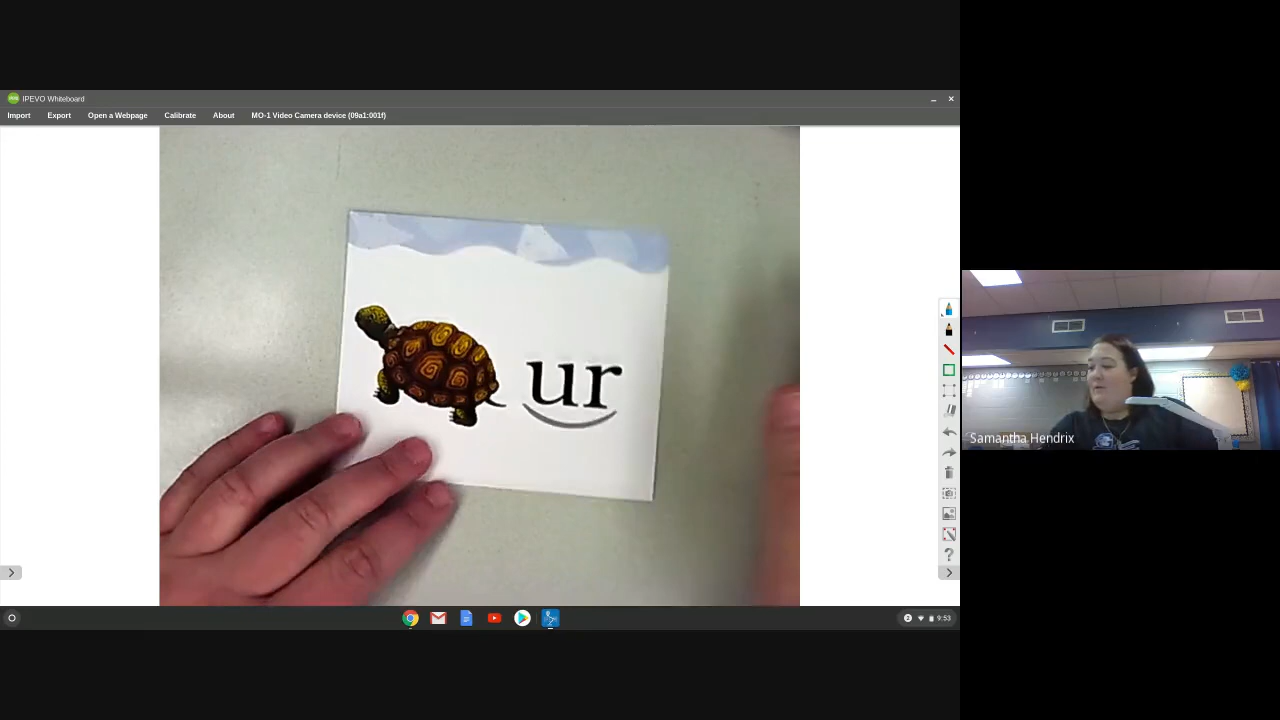 IPEVO Whiteboard
Import Export Open a Webpage Calibrate About MO-1 Video Camera device (09a1:001f)
ur
Samantha Hendrix
9:53